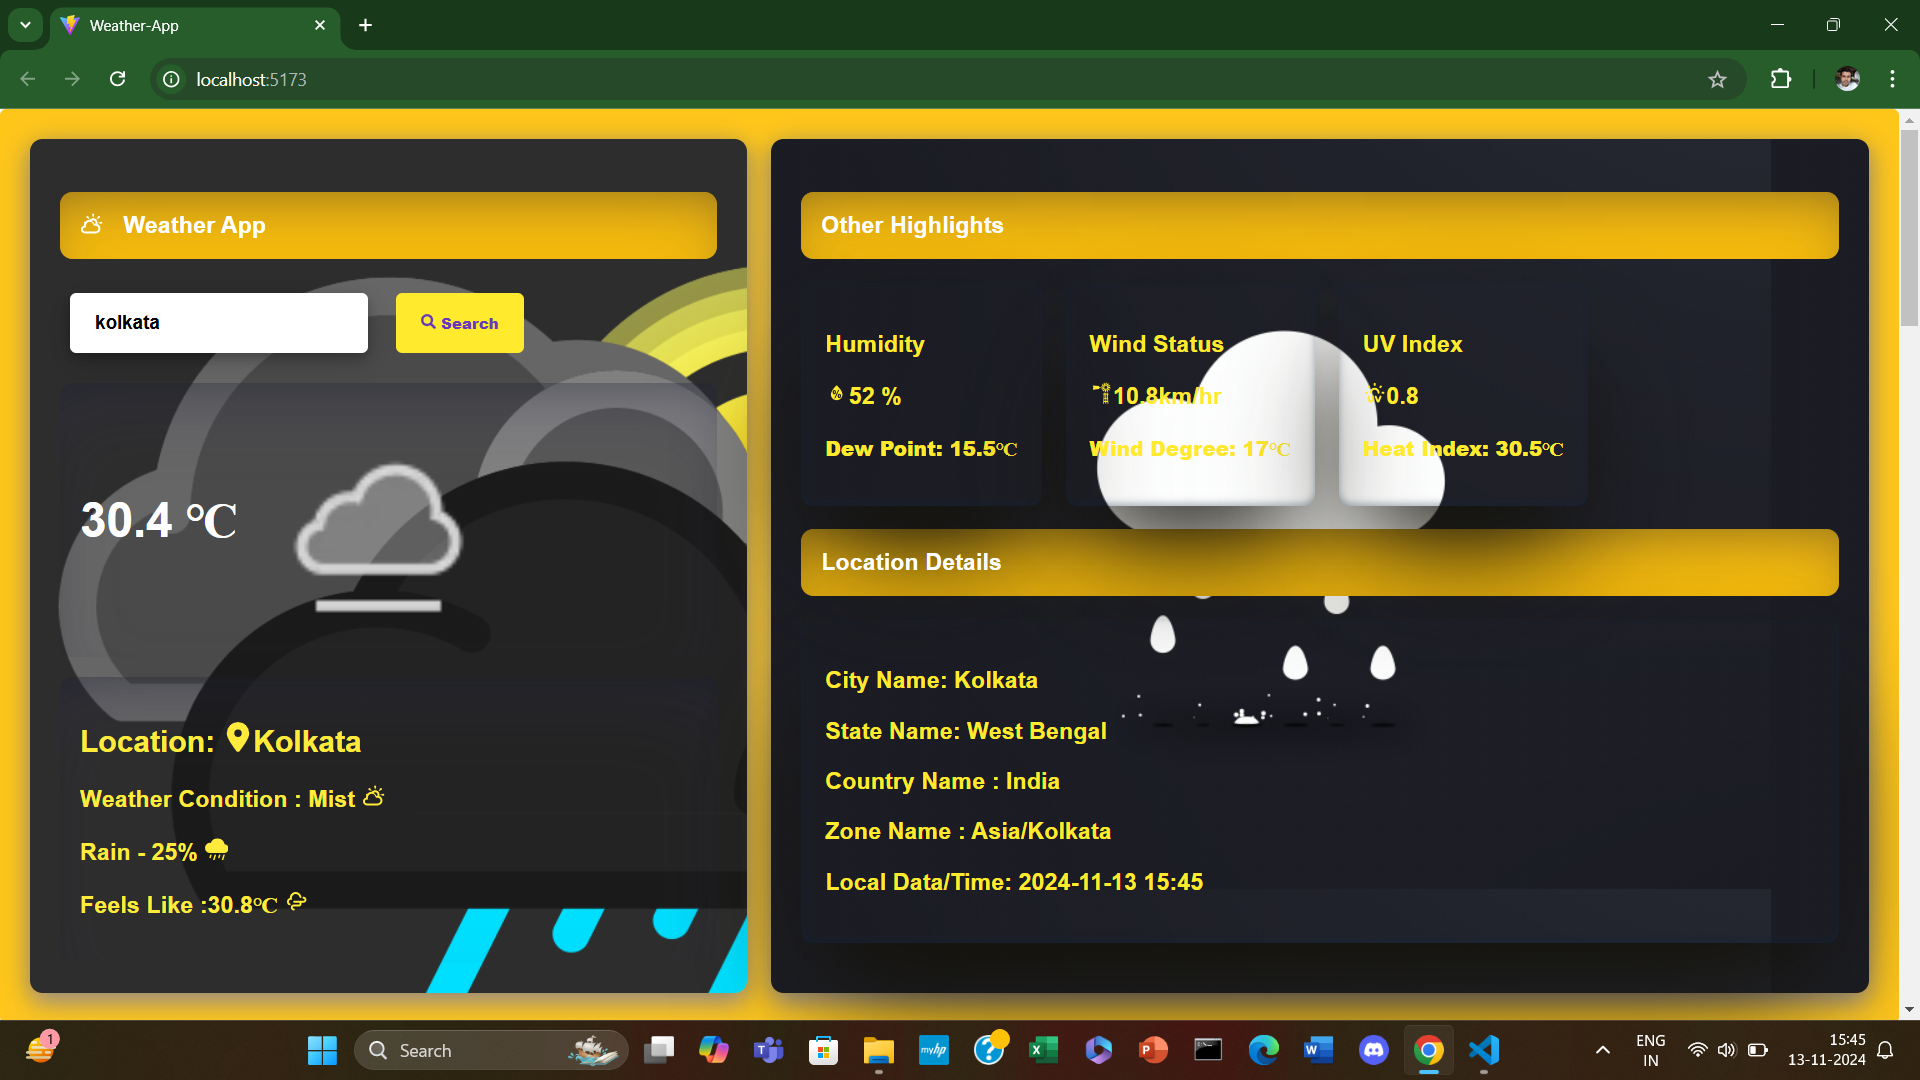 Weather-App
localhost:5173
Weather App
kolkata
Search
30.4 °C
Location: Kolkata
Weather Condition : Mist
Rain - 25%
Feels Like :30.8°C
Other Highlights
Humidity
52 %
Dew Point: 15.5°C
Wind Status
10.8km/hr
Wind Degree: 17°C
UV Index
0.8
Heat Index: 30.5°C
Location Details
City Name: Kolkata
State Name: West Bengal
Country Name : India
Zone Name : Asia/Kolkata
Local Data/Time: 2024-11-13 15:45
1
Search
myhp
ENG
IN
15:45
13-11-2024